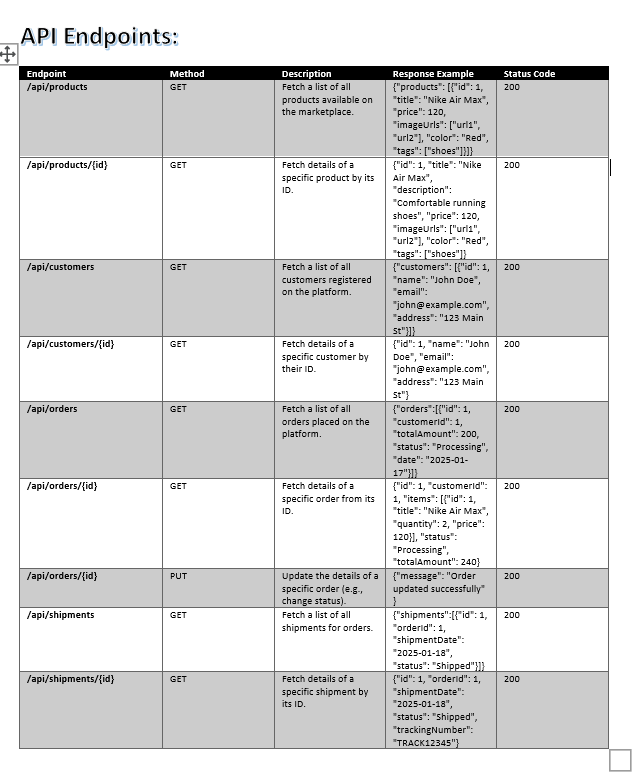 API Endpoints:
Endpoint Method Description Response Example Status Code
/api/products GET Fetch a list of all {"products": [{"id": 1, 200
products available on "title": "Nike Air Max",
the marketplace. "price": 120,
"imageUrls": ["url1",
"url2"], "color": "Red",
"tags": ["shoes"]}]}
/api/products/{id} GET Fetch details of a {"id": 1, "title": "Nike 200
specific product by its Air Max",
ID. "description":
"Comfortable running
shoes", "price": 120,
"imageUrls": ["url1",
"url2"], "color": "Red",
"tags": ["shoes"]}
/api/customers GET Fetch a list of all {"customers": [{"id": 1, 200
customers registered "name": "John Doe",
on the platform. "email":
"john@example.com",
"address": "123 Main
St"}]}
/api/customers/{id} GET Fetch details of a {"id": 1, "name": "John 200
specific customer by Doe", "email":
their ID. "john@example.com",
"address": "123 Main
St"}
/api/orders GET Fetch a list of all {"orders":[{"id": 1, 200
orders placed on the "customerId": 1,
platform. "totalAmount": 200,
"status": "Processing",
"date": "2025-01-
17"}]}
/api/orders/{id} GET Fetch details of a {"id": 1, "customerId": 200
specific order from its 1, "items": [{"id": 1,
ID. "title": "Nike Air Max",
"quantity": 2, "price":
120}], "status":
"Processing",
"totalAmount": 240}
/api/orders/{id} PUT Update the details of a {"message": "Order 200
specific order (e.g., updated successfully"
change status). }
/api/shipments GET Fetch a list of all {"shipments":[{"id": 1, 200
shipments for orders. "orderId": 1,
"shipmentDate":
"2025-01-18",
"status": "Shipped"}]}
/api/shipments/{id} GET Fetch details of a {"id": 1, "orderId": 1, 200
specific shipment by "shipmentDate":
its ID. "2025-01-18",
"status": "Shipped",
"trackingNumber":
"TRACK12345"}